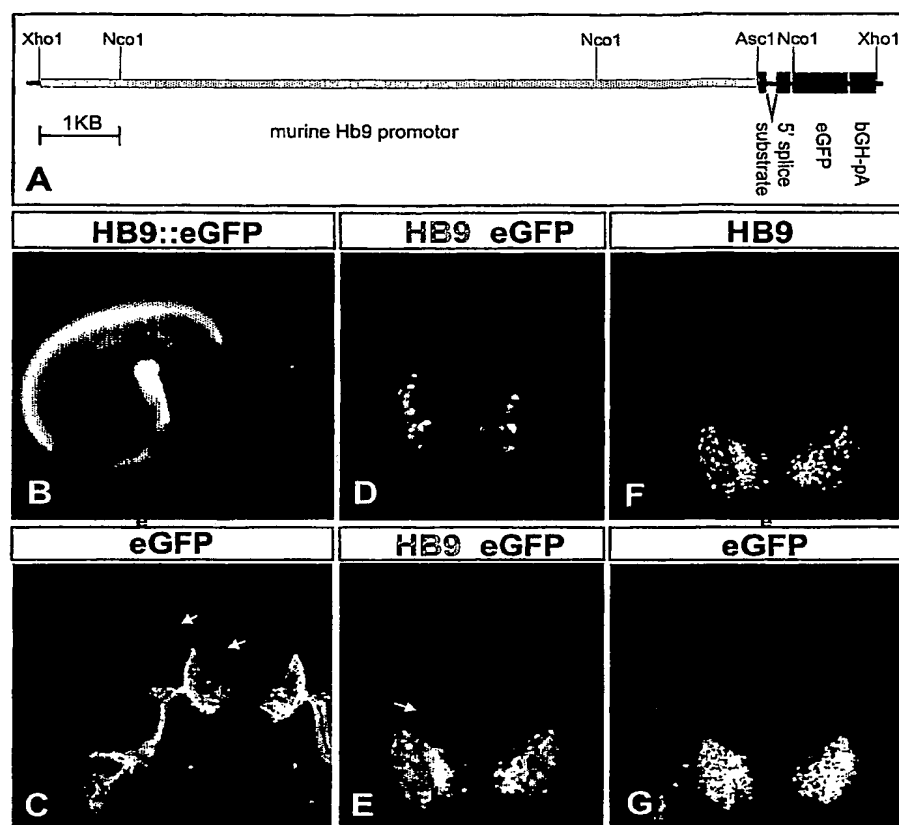 Xho1 Nco1 Nco1 Asc1 Nco1 Xho1
1KB
murine Hb9 promotor
5' splice
substrate
eGFP
bGH-pA
A
HB9::eGFP
HB9 eGFP
HB9
B
D
F
e
e
eGFP
HB9 eGFP
eGFP
C
E
G